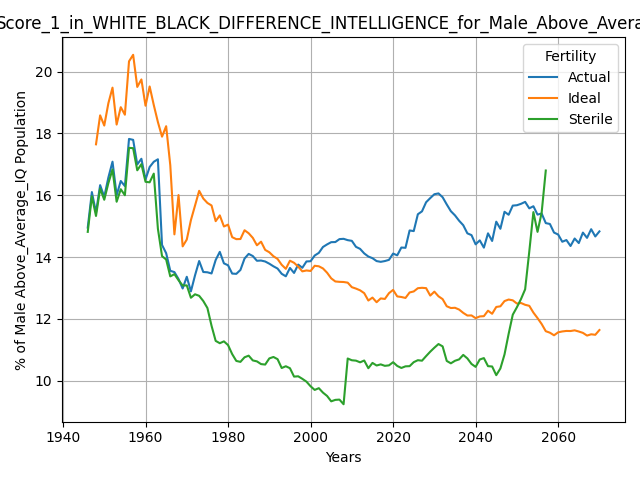 Score_1_in_WHITE_BLACK_DIFFERENCE_INTELLIGENCE_for_Male_Above_Avera
Fertility
Actual
Ideal
Sterile
% of Male Above_Average_IQ Population
20
18
16
14
12
10
1940
1960
1980
2000
2020
2040
2060
Years